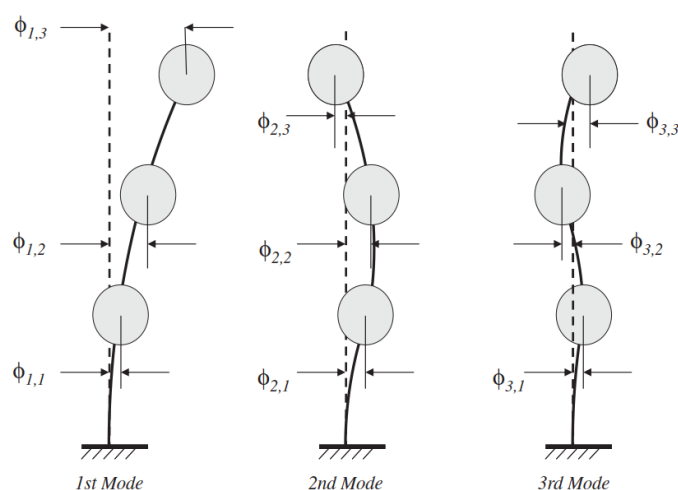 ϕ1,3
ϕ1,2
ϕ1,1
1st Mode
ϕ2,3
ϕ2,2
ϕ2,1
2nd Mode
ϕ3,3
ϕ3,2
ϕ3,1
3rd Mode